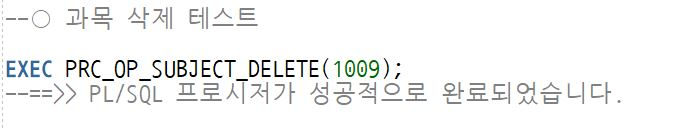 --○ 과목 삭제 테스트
EXEC PRC_OP_SUBJECT_DELETE(1009);
--==>> PL/SQL 프로시저가 성공적으로 완료되었습니다.